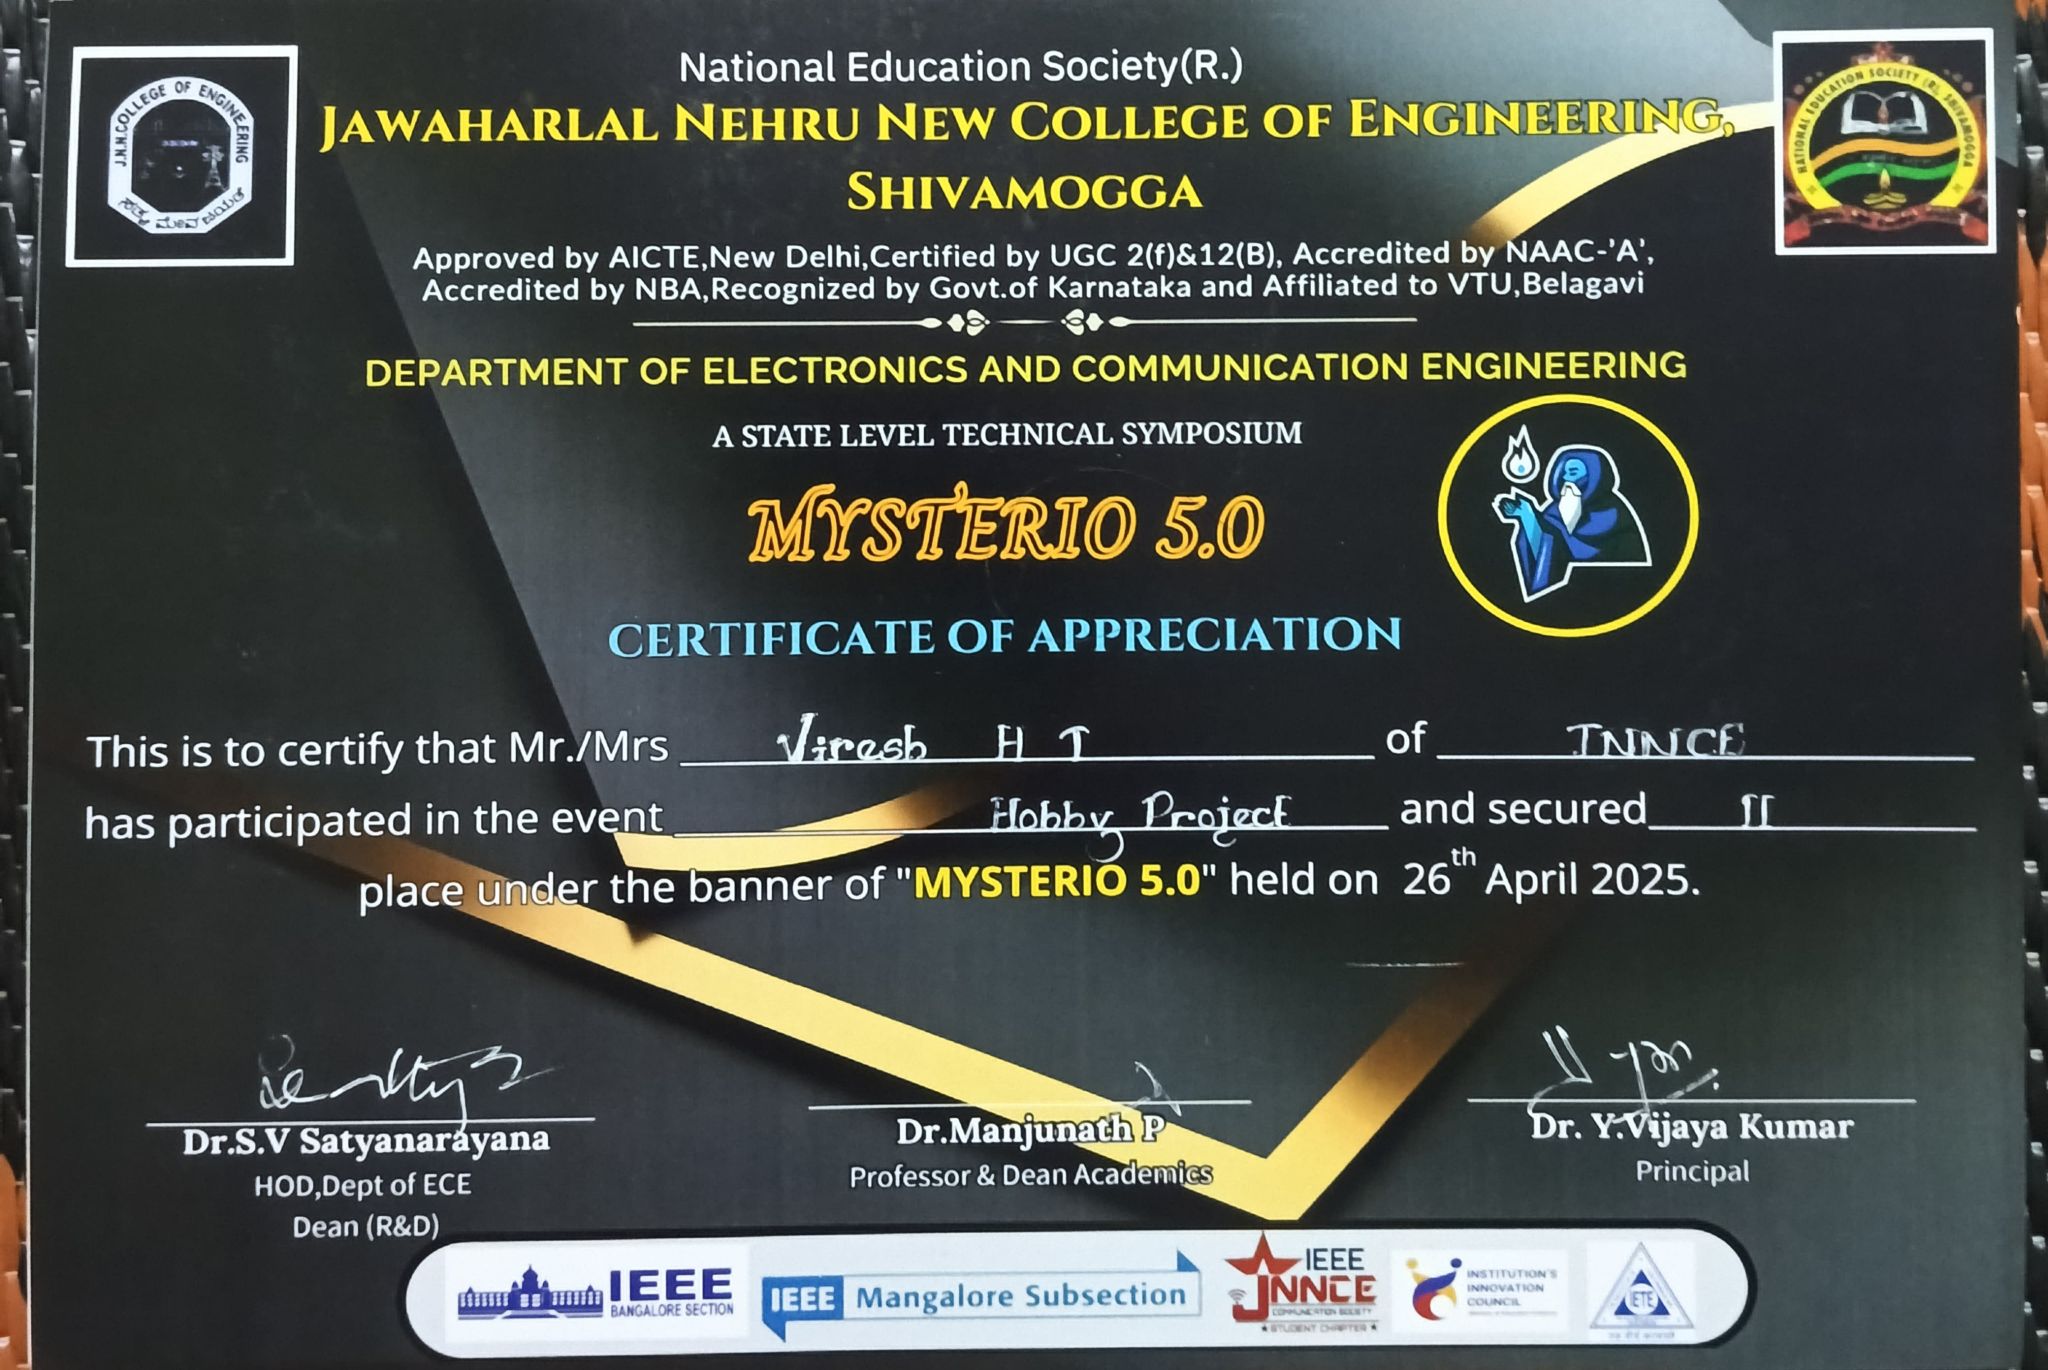 National Education Society(R.)
JAWAHARLAL NEHRU NEW COLLEGE OF ENGINEERING,
SHIVAMOGGA
Approved by AICTE,New Delhi,Certified by UGC 2(f)&12(B), Accredited by NAAC-'A',
Accredited by NBA,Recognized by Govt.of Karnataka and Affiliated to VTU,Belagavi
J.N.N.COLLEGE OF ENGINEERING
ಸತ್ಯ ಮೇವ ಜಯತೆ
NATIONAL EDUCATION SOCIETY (R), SHIVAMOGGA
DEPARTMENT OF ELECTRONICS AND COMMUNICATION ENGINEERING
A STATE LEVEL TECHNICAL SYMPOSIUM
MYSTERIO 5.0
CERTIFICATE OF APPRECIATION
This is to certify that Mr./Mrs Viresh H T of JNNCE
has participated in the event Hobby Project and secured II
place under the banner of "MYSTERIO 5.0" held on 26th April 2025.
Dr.S.V Satyanarayana
HOD,Dept of ECE
Dean (R&D)
Dr.Manjunath P
Professor & Dean Academics
Dr. Y.Vijaya Kumar
Principal
IEEE
BANGALORE SECTION
IEEE Mangalore Subsection
IEEE
JNNCE
COMMUNICATION SOCIETY
STUDENT CHAPTER
INSTITUTION'S
INNOVATION
COUNCIL
IETE